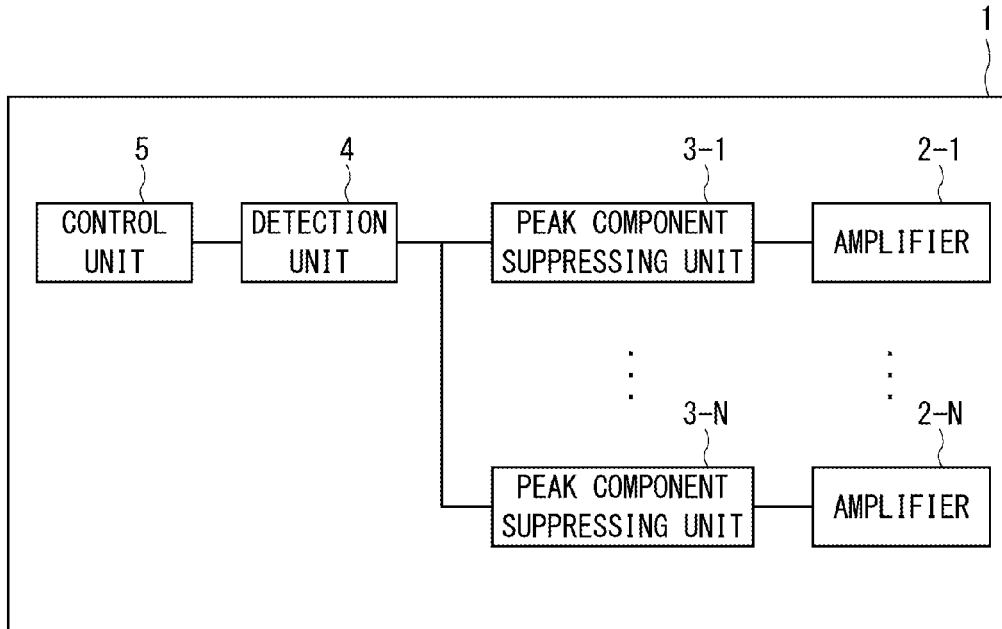 1
5
4
3-1
2-1
CONTROL
UNIT
DETECTION
UNIT
PEAK COMPONENT
SUPPRESSING UNIT
AMPLIFIER
3-N
2-N
PEAK COMPONENT
SUPPRESSING UNIT
AMPLIFIER